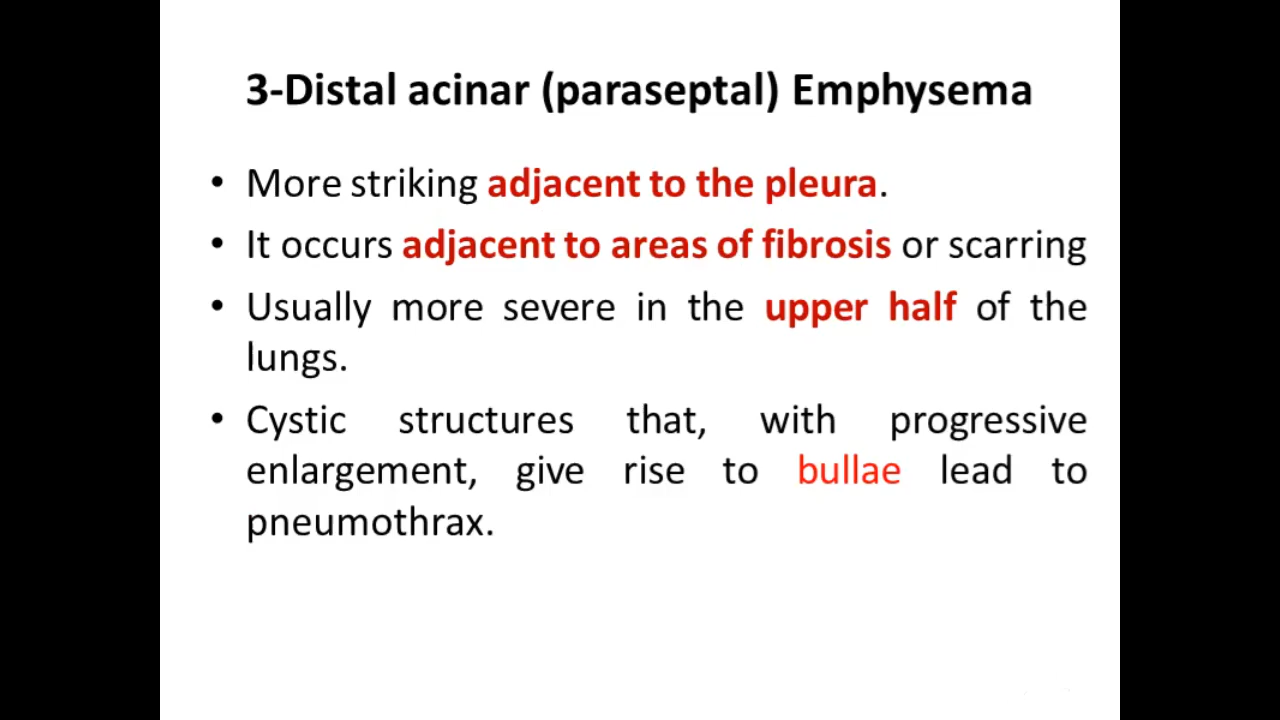 3-Distal acinar (paraseptal) Emphysema
• More striking adjacent to the pleura.
• It occurs adjacent to areas of fibrosis or scarring
• Usually more severe in the upper half of the
lungs.
• Cystic structures that, with progressive
enlargement, give rise to bullae lead to
pneumothrax.